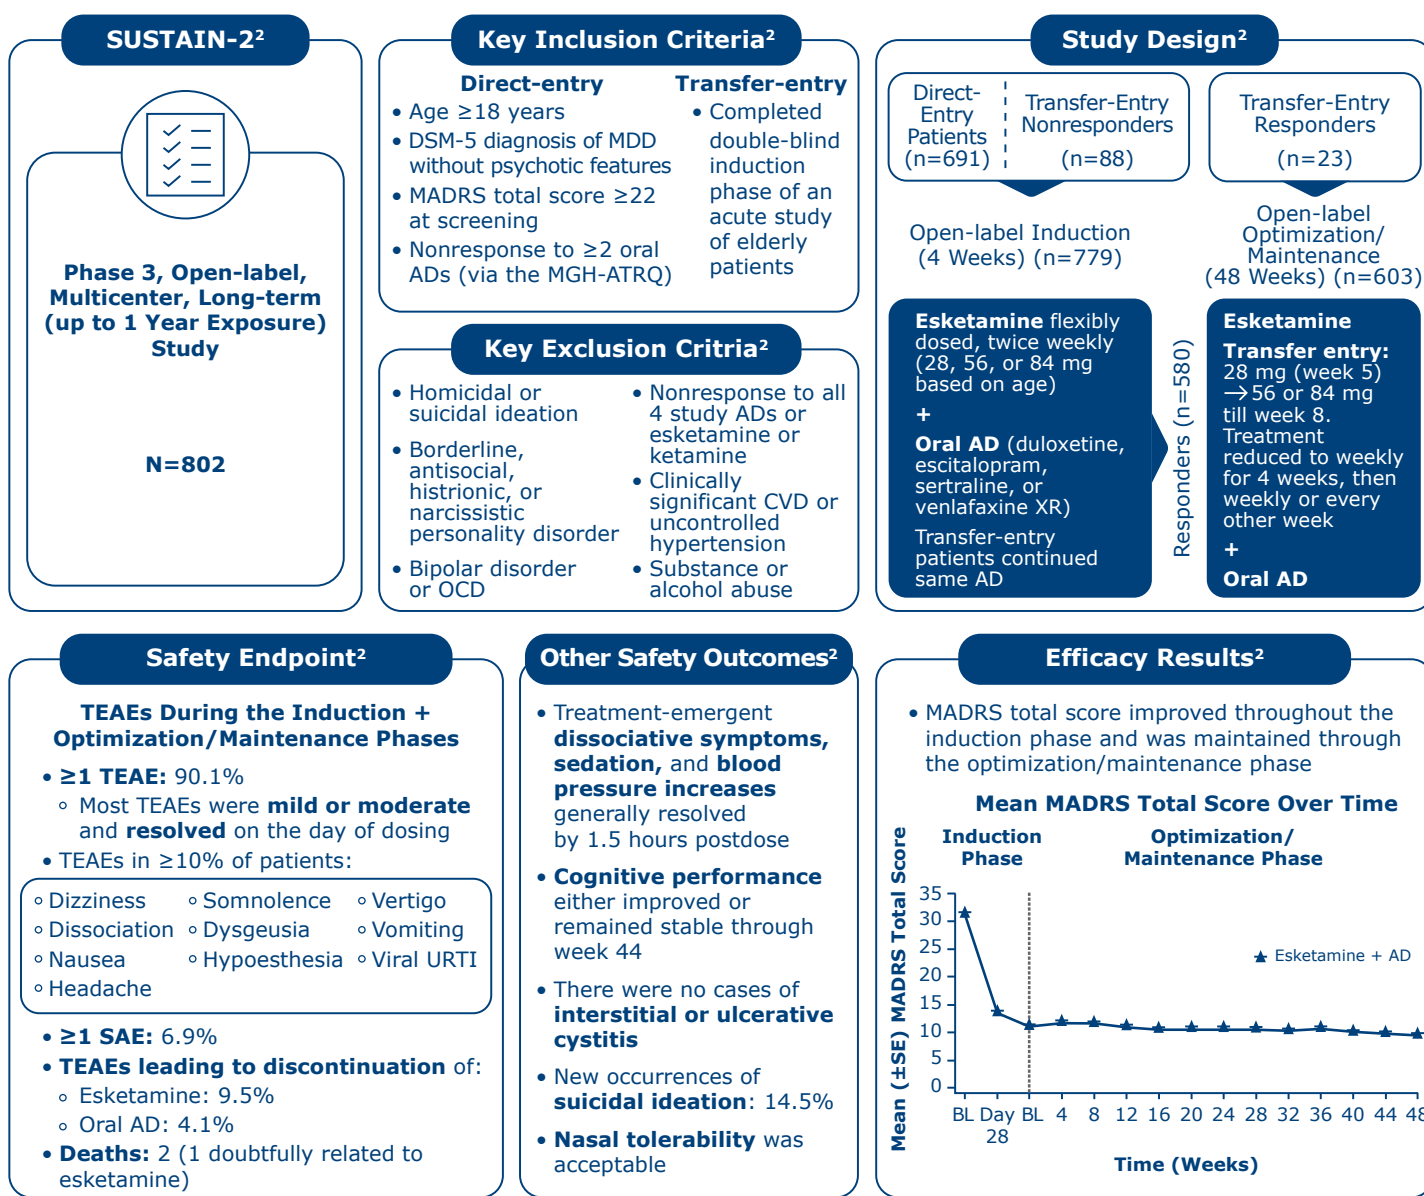 SUSTAIN-2²
Phase 3, Open-label,
Multicenter, Long-term
(up to 1 Year Exposure)
Study
N=802
Key Inclusion Criteria²
Direct-entry
• Age ≥18 years
• DSM-5 diagnosis of MDD
without psychotic features
• MADRS total score ≥22
at screening
• Nonresponse to ≥2 oral
ADs (via the MGH-ATRQ)
Transfer-entry
• Completed
double-blind
induction
phase of an
acute study
of elderly
patients
Key Exclusion Critria²
• Homicidal or
suicidal ideation
• Borderline,
antisocial,
histrionic, or
narcissistic
personality disorder
• Bipolar disorder
or OCD
• Nonresponse to all
4 study ADs or
esketamine or
ketamine
• Clinically
significant CVD or
uncontrolled
hypertension
• Substance or
alcohol abuse
Study Design²
Direct-
Entry
Patients
(n=691)
Transfer-Entry
Nonresponders
(n=88)
Transfer-Entry
Responders
(n=23)
Open-label Induction
(4 Weeks) (n=779)
Open-label
Optimization/
Maintenance
(48 Weeks) (n=603)
Esketamine flexibly
dosed, twice weekly
(28, 56, or 84 mg
based on age)
+
Oral AD (duloxetine,
escitalopram,
sertraline, or
venlafaxine XR)
Transfer-entry
patients continued
same AD
Responders (n=580)
Esketamine
Transfer entry:
28 mg (week 5)
→56 or 84 mg
till week 8.
Treatment
reduced to weekly
for 4 weeks, then
weekly or every
other week
+
Oral AD
Safety Endpoint²
TEAEs During the Induction +
Optimization/Maintenance Phases
• ≥1 TEAE: 90.1%
◦ Most TEAEs were mild or moderate
and resolved on the day of dosing
• TEAEs in ≥10% of patients:
◦ Dizziness ◦ Somnolence ◦ Vertigo
◦ Dissociation ◦ Dysgeusia ◦ Vomiting
◦ Nausea ◦ Hypoesthesia ◦ Viral URTI
◦ Headache
• ≥1 SAE: 6.9%
• TEAEs leading to discontinuation of:
◦ Esketamine: 9.5%
◦ Oral AD: 4.1%
• Deaths: 2 (1 doubtfully related to
esketamine)
Other Safety Outcomes²
• Treatment-emergent
dissociative symptoms,
sedation, and blood
pressure increases
generally resolved
by 1.5 hours postdose
• Cognitive performance
either improved or
remained stable through
week 44
• There were no cases of
interstitial or ulcerative
cystitis
• New occurrences of
suicidal ideation: 14.5%
• Nasal tolerability was
acceptable
Efficacy Results²
• MADRS total score improved throughout the
induction phase and was maintained through
the optimization/maintenance phase
Mean MADRS Total Score Over Time
Induction
Phase
Optimization/
Maintenance Phase
Mean (±SE) MADRS Total Score
35
30
25
20
15
10
5
0
Esketamine + AD
BL Day 28 BL 4 8 12 16 20 24 28 32 36 40 44 48
Time (Weeks)